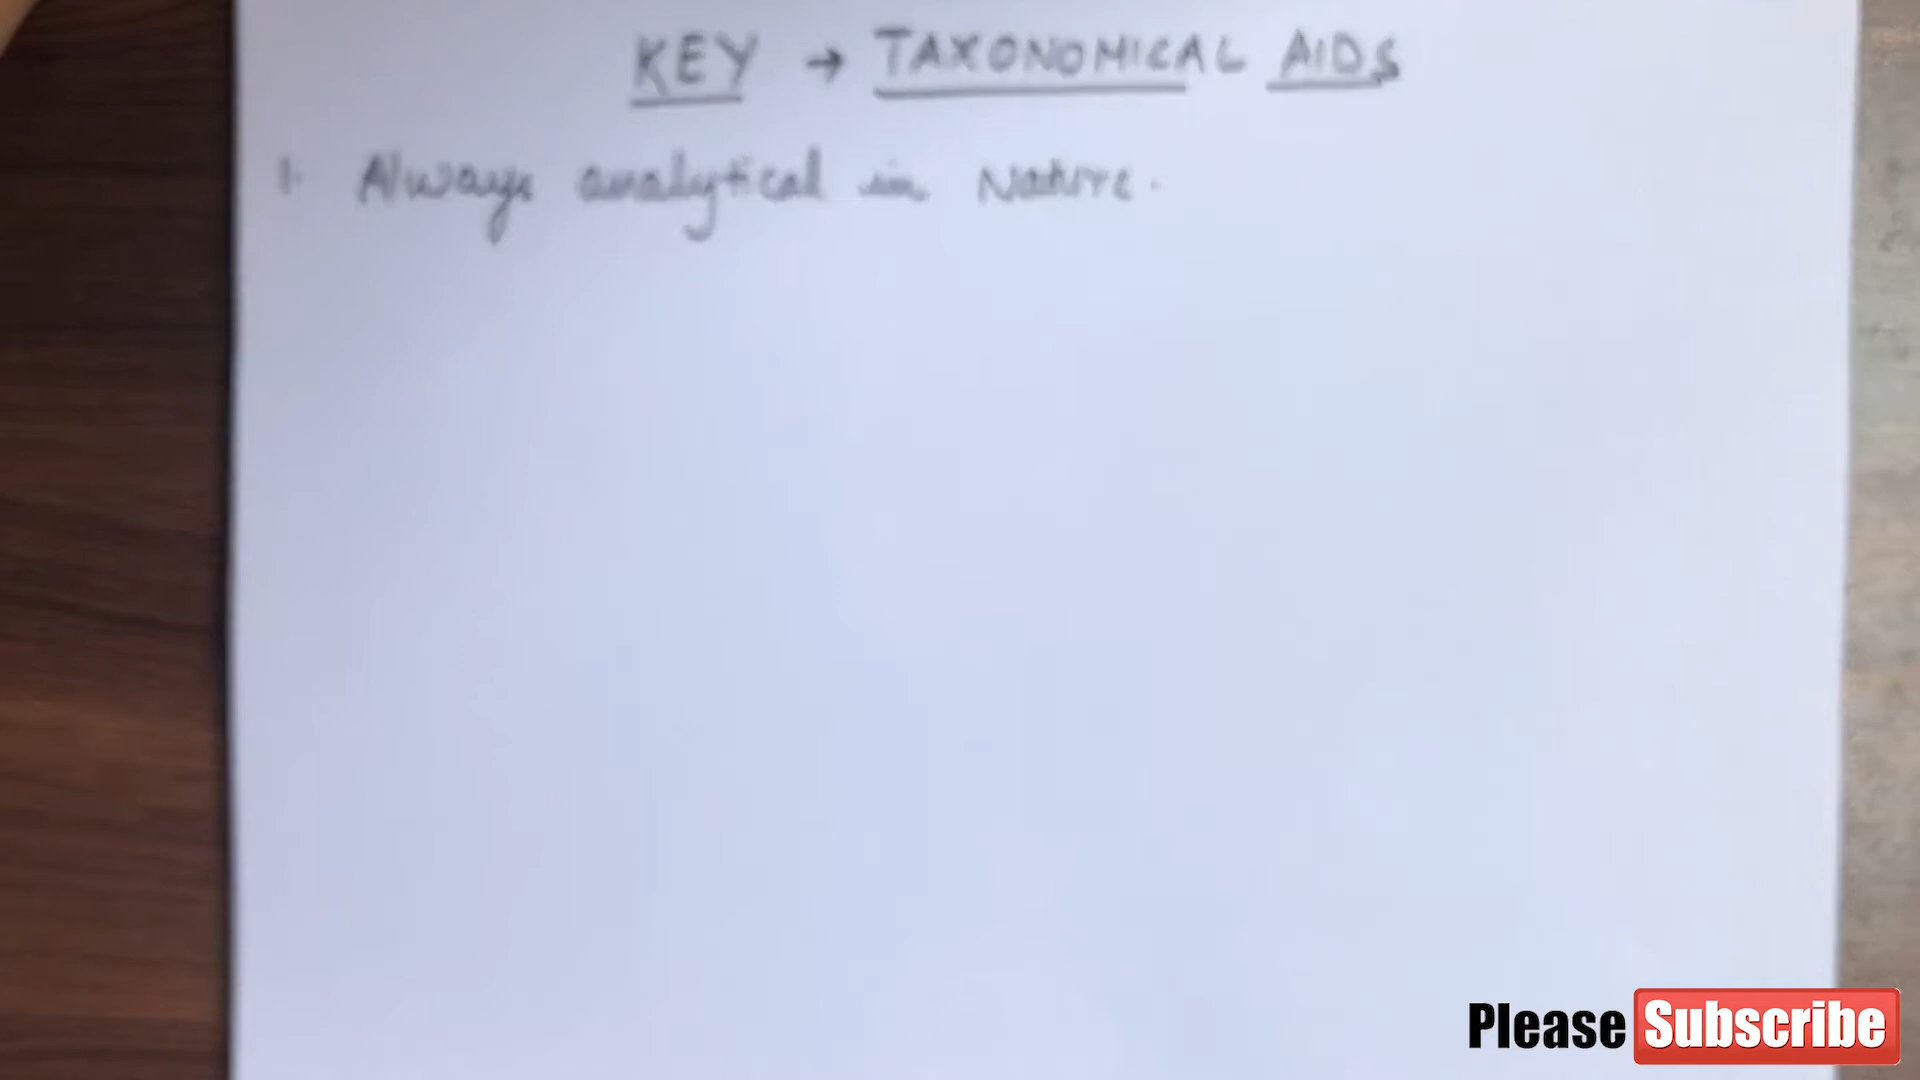 KEY → TAXONOMICAL AIDS
1. Always analytical in Nature.
Please Subscribe